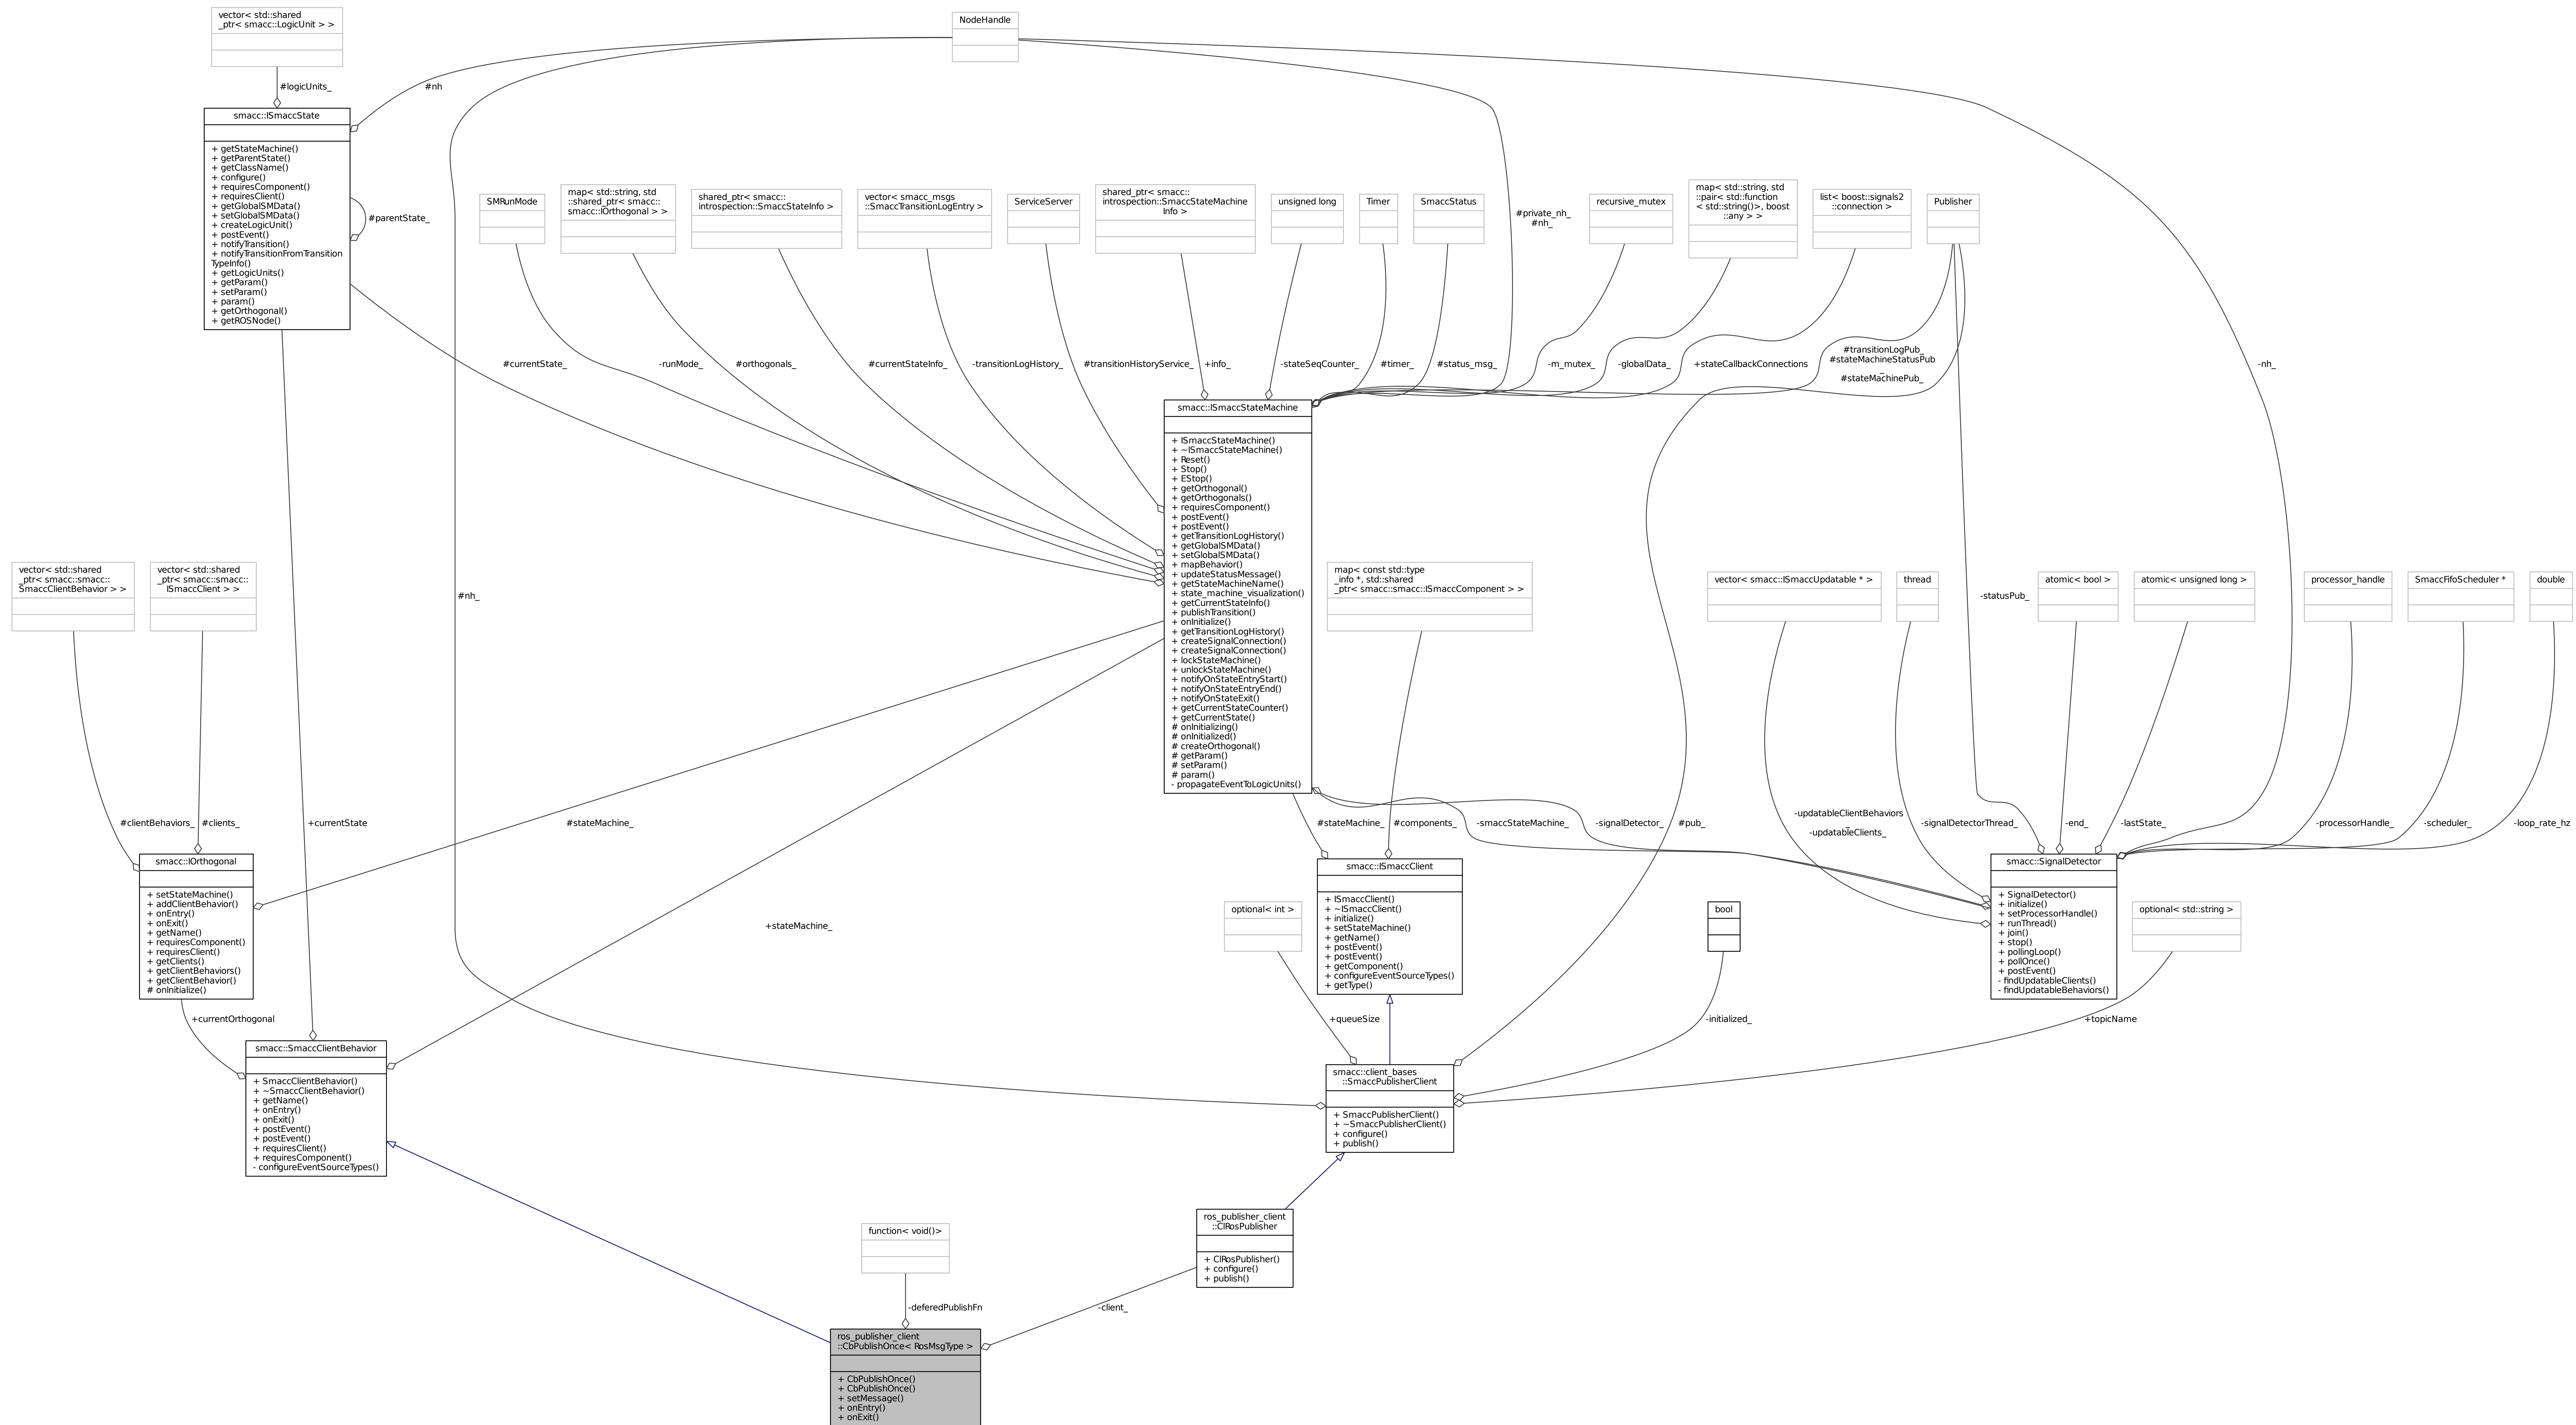 vector< std::shared
_ptr< smacc::LogicUnit > >
NodeHandle
#logicUnits_
#nh
smacc::ISmaccState
+ getStateMachine()
+ getParentState()
+ getClassName()
+ configure()
+ requiresComponent()
+ requiresClient()
+ getGlobalSMData()
+ setGlobalSMData()
+ createLogicUnit()
+ postEvent()
+ notifyTransition()
+ notifyTransitionFromTransition
TypeInfo()
+ getLogicUnits()
+ getParam()
+ setParam()
+ param()
+ getOrthogonal()
+ getROSNode()
#parentState_
SMRunMode
map< std::string, std
::shared_ptr< smacc::
smacc::IOrthogonal > >
shared_ptr< smacc::
introspection::SmaccStateInfo >
vector< smacc_msgs
::SmaccTransitionLogEntry >
ServiceServer
shared_ptr< smacc::
introspection::SmaccStateMachine
Info >
unsigned long
Timer
SmaccStatus
#private_nh_
#nh_
recursive_mutex
map< std::string, std
::pair< std::function
< std::string()>, boost
::any > >
list< boost::signals2
::connection >
Publisher
#currentState_
-runMode_
#orthogonals_
#currentStateInfo_
-transitionLogHistory_
#transitionHistoryService_
+info_
-stateSeqCounter_
#timer_
#status_msg_
-m_mutex_
-globalData_
+stateCallbackConnections
#transitionLogPub_
#stateMachineStatusPub
_
#stateMachinePub_
-nh_
smacc::ISmaccStateMachine
+ ISmaccStateMachine()
+ ~ISmaccStateMachine()
+ Reset()
+ Stop()
+ EStop()
+ getOrthogonal()
+ getOrthogonals()
+ requiresComponent()
+ postEvent()
+ postEvent()
+ getTransitionLogHistory()
+ getGlobalSMData()
+ setGlobalSMData()
+ mapBehavior()
+ updateStatusMessage()
+ getStateMachineName()
+ state_machine_visualization()
+ getCurrentStateInfo()
+ publishTransition()
+ onInitialize()
+ getTransitionLogHistory()
+ createSignalConnection()
+ createSignalConnection()
+ lockStateMachine()
+ unlockStateMachine()
+ notifyOnStateEntryStart()
+ notifyOnStateEntryEnd()
+ notifyOnStateExit()
+ getCurrentStateCounter()
+ getCurrentState()
# onInitializing()
# onInitialized()
# createOrthogonal()
# getParam()
# setParam()
# param()
- propagateEventToLogicUnits()
vector< std::shared
_ptr< smacc::smacc::
SmaccClientBehavior > >
vector< std::shared
_ptr< smacc::smacc::
ISmaccClient > >
#nh_
map< const std::type
_info *, std::shared
_ptr< smacc::smacc::ISmaccComponent > >
vector< smacc::ISmaccUpdatable * >
thread
-statusPub_
atomic< bool >
atomic< unsigned long >
processor_handle
SmaccFifoScheduler *
double
#clientBehaviors_
#clients_
+currentState
#stateMachine_
#stateMachine_
#components_
-smaccStateMachine_
-signalDetector_
#pub_
-updatableClientBehaviors
_
-updatableClients_
-signalDetectorThread_
-end_
-lastState_
-processorHandle_
-scheduler_
-loop_rate_hz
smacc::IOrthogonal
+ setStateMachine()
+ addClientBehavior()
+ onEntry()
+ onExit()
+ getName()
+ requiresComponent()
+ requiresClient()
+ getClients()
+ getClientBehaviors()
+ getClientBehavior()
# onInitialize()
+stateMachine_
smacc::ISmaccClient
+ ISmaccClient()
+ ~ISmaccClient()
+ initialize()
+ setStateMachine()
+ getName()
+ postEvent()
+ postEvent()
+ getComponent()
+ configureEventSourceTypes()
+ getType()
optional< int >
bool
smacc::SignalDetector
+ SignalDetector()
+ initialize()
+ setProcessorHandle()
+ runThread()
+ join()
+ stop()
+ pollingLoop()
+ pollOnce()
+ postEvent()
- findUpdatableClients()
- findUpdatableBehaviors()
optional< std::string >
+currentOrthogonal
+queueSize
-initialized_
+topicName
smacc::SmaccClientBehavior
+ SmaccClientBehavior()
+ ~SmaccClientBehavior()
+ getName()
+ onEntry()
+ onExit()
+ postEvent()
+ postEvent()
+ requiresClient()
+ requiresComponent()
- configureEventSourceTypes()
smacc::client_bases
::SmaccPublisherClient
+ SmaccPublisherClient()
+ ~SmaccPublisherClient()
+ configure()
+ publish()
ros_publisher_client
::ClRosPublisher
+ ClRosPublisher()
+ configure()
+ publish()
function< void()>
-deferedPublishFn
-client_
ros_publisher_client
::CbPublishOnce< RosMsgType >
+ CbPublishOnce()
+ CbPublishOnce()
+ setMessage()
+ onEntry()
+ onExit()